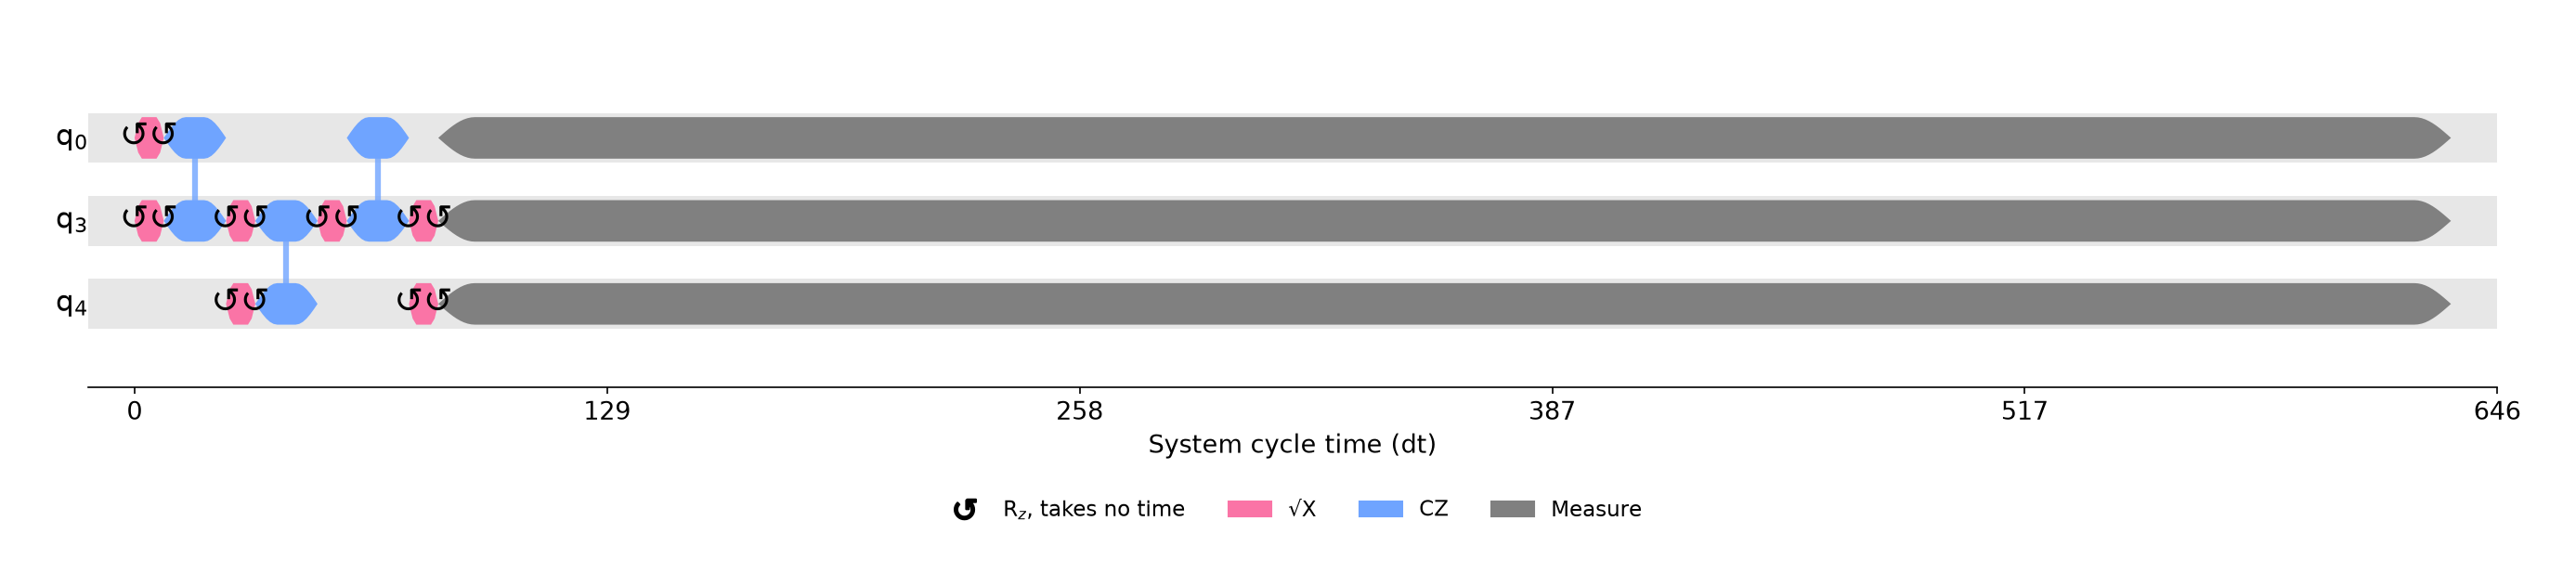 q0
q3
q4
0 129 258 387 517 646
System cycle time (dt)
↺ Rz, takes no time √X CZ Measure